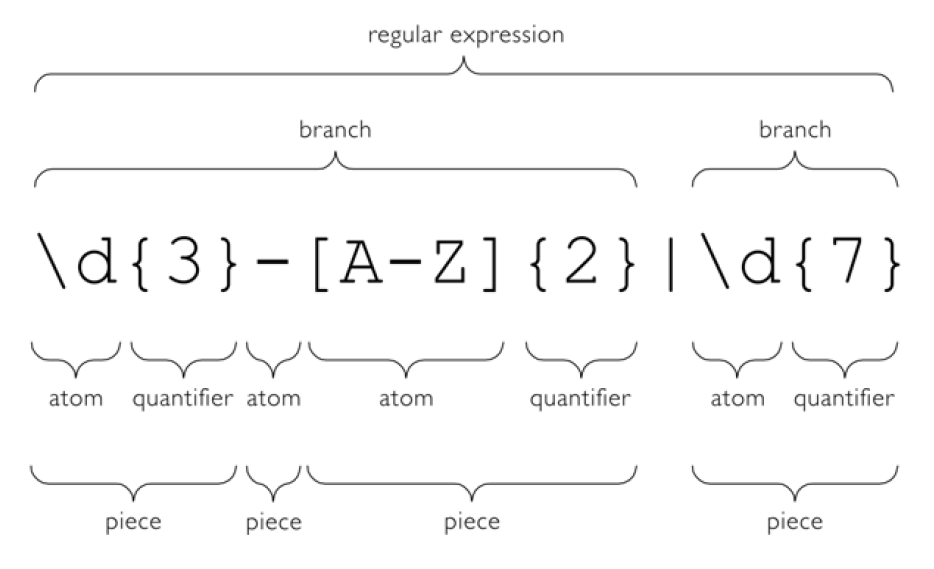 regular expression
branch branch
\d{3}-[A-Z]{2}|\d{7}
atom quantifier atom atom quantifier atom quantifier
piece piece piece piece